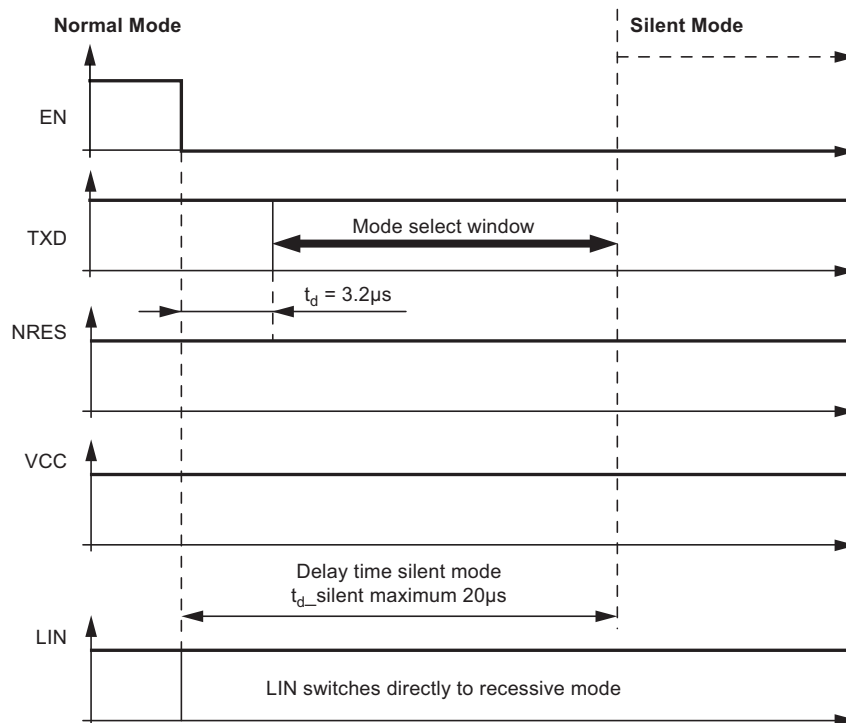 Normal Mode
Silent Mode
EN
TXD
Mode select window
t_d = 3.2µs
NRES
VCC
Delay time silent mode
t_d_silent maximum 20µs
LIN
LIN switches directly to recessive mode